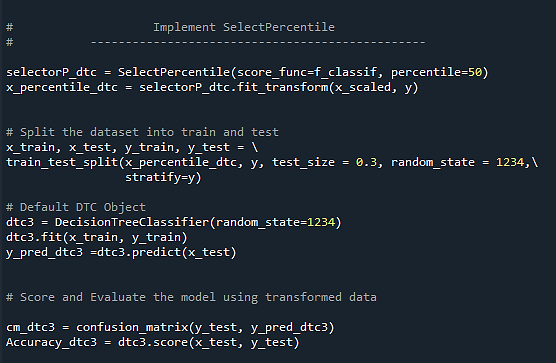 #                    Implement SelectPercentile
#           ------------------------------------------------
selectorP_dtc = SelectPercentile(score_func=f_classif, percentile=50)
x_percentile_dtc = selectorP_dtc.fit_transform(x_scaled, y)
# Split the dataset into train and test
x_train, x_test, y_train, y_test = \
train_test_split(x_percentile_dtc, y, test_size = 0.3, random_state = 1234,\
                 stratify=y)
# Default DTC Object
dtc3 = DecisionTreeClassifier(random_state=1234)
dtc3.fit(x_train, y_train)
y_pred_dtc3 =dtc3.predict(x_test)
# Score and Evaluate the model using transformed data
cm_dtc3 = confusion_matrix(y_test, y_pred_dtc3)
Accuracy_dtc3 = dtc3.score(x_test, y_test)